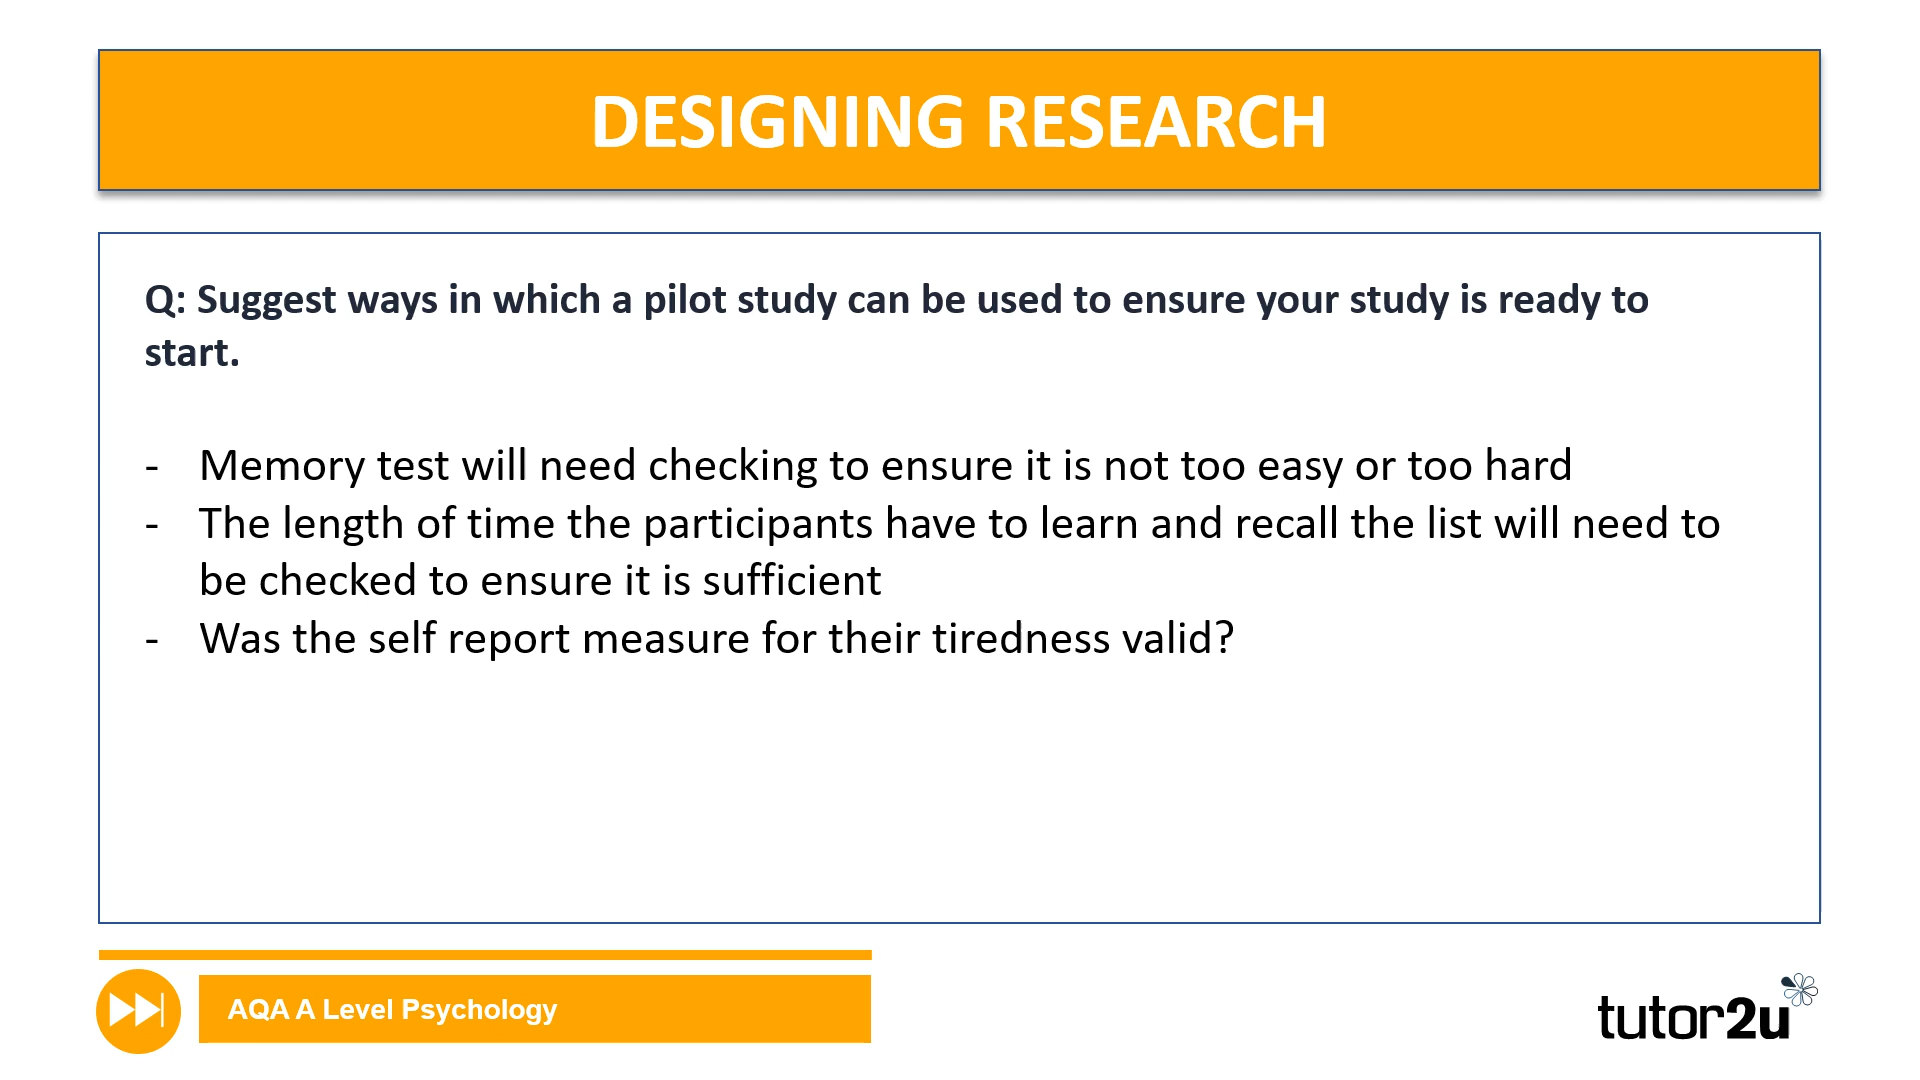 DESIGNING RESEARCH
Q: Suggest ways in which a pilot study can be used to ensure your study is ready to
start.
- Memory test will need checking to ensure it is not too easy or too hard
- The length of time the participants have to learn and recall the list will need to
be checked to ensure it is sufficient
- Was the self report measure for their tiredness valid?
AQA A Level Psychology
tutor2u